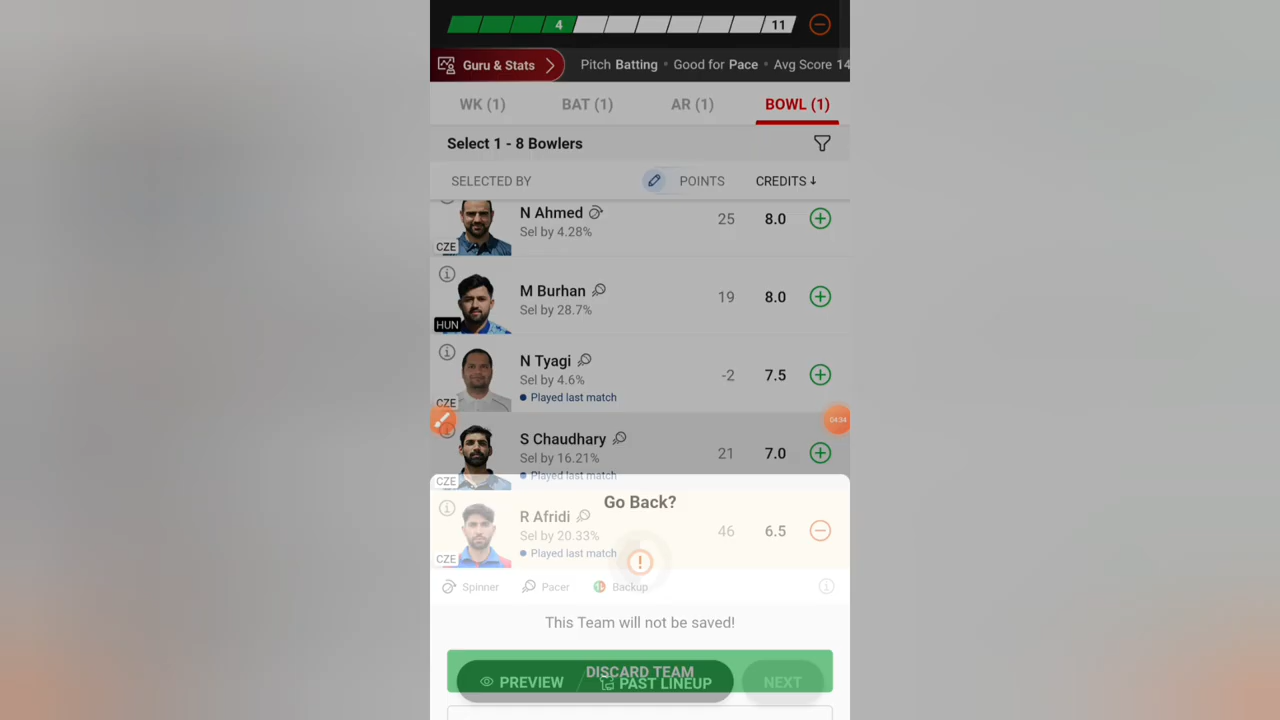 4 11
Guru & Stats Pitch Batting • Good for Pace • Avg Score 14
WK (1) BAT (1) AR (1) BOWL (1)
Select 1 - 8 Bowlers
SELECTED BY POINTS CREDITS ↓
N Ahmed 25 8.0
Sel by 4.28%
CZE
M Burhan 19 8.0
Sel by 28.7%
HUN
N Tyagi -2 7.5
Sel by 4.6%
• Played last match
CZE
04:34
S Chaudhary 21 7.0
Sel by 16.21%
• Played last match
CZE
Go Back?
R Afridi 46 6.5
Sel by 20.33%
• Played last match
CZE
Spinner Pacer Backup
This Team will not be saved!
DISCARD TEAM
PREVIEW / PAST LINEUP NEXT